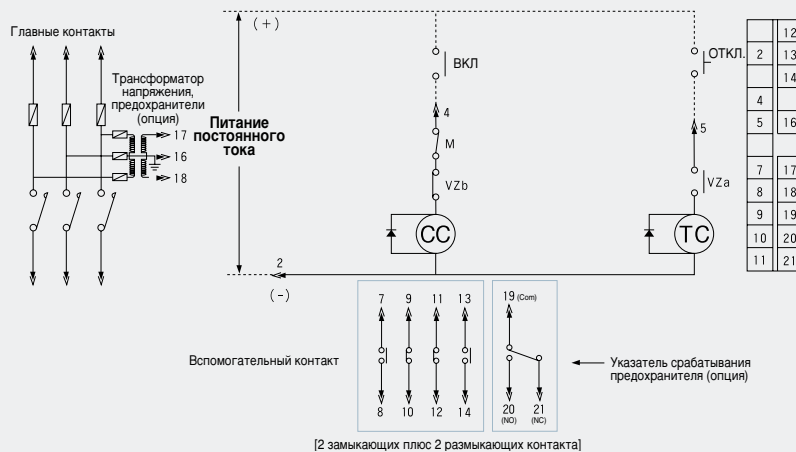 Главные контакты
Трансформатор
напряжения,
предохранители
(опция)
17
16
18
(+)
Питание
постоянного
тока
2
(-)
ВКЛ
4
M
VZb
CC
ОТКЛ.
5
VZa
TC
12
2 13
14
4
5 16
7 17
8 18
9 19
10 20
11 21
Вспомогательный контакт
7 9 11 13
8 10 12 14
19 (Com)
20 21
(NO) (NC)
Указатель срабатывания
предохранителя (опция)
[2 замыкающих плюс 2 размыкающих контакта]